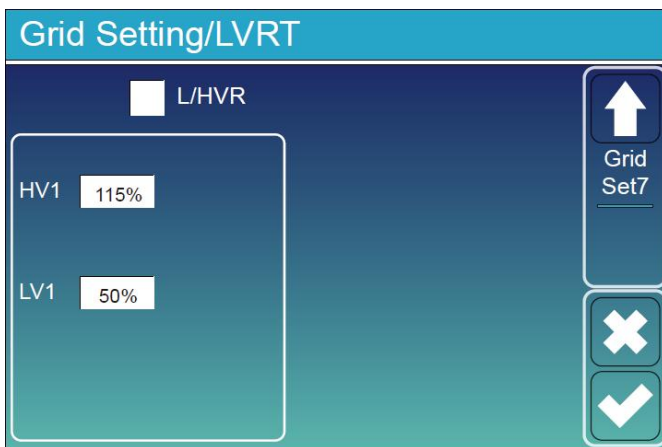 Grid Setting/LVRT
L/HVR
HV1 115%
LV1 50%
Grid
Set7